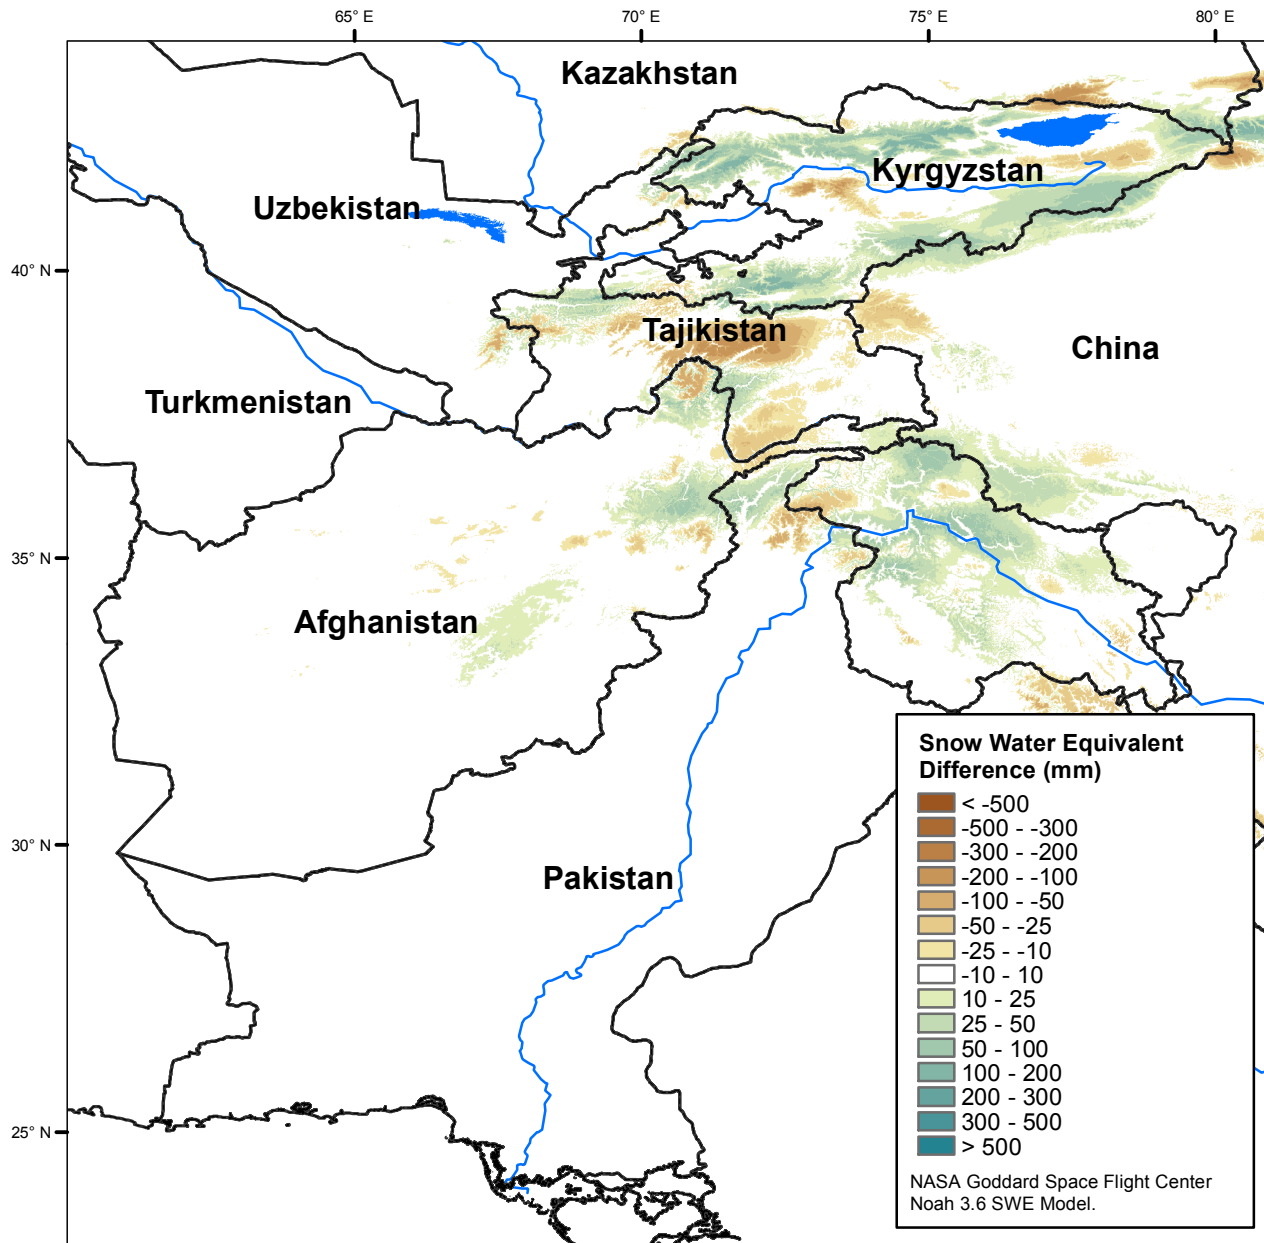 65° E
70° E
75° E
80° E
Kazakhstan
Kyrgyzstan
Uzbekistan
40° N
Tajikistan
China
Turkmenistan
35° N
Afghanistan
Snow Water Equivalent
Difference (mm)
< -500
-500 - -300
-300 - -200
-200 - -100
-100 - -50
-50 - -25
-25 - -10
-10 - 10
10 - 25
25 - 50
50 - 100
100 - 200
200 - 300
300 - 500
> 500
NASA Goddard Space Flight Center
Noah 3.6 SWE Model.
30° N
Pakistan
25° N